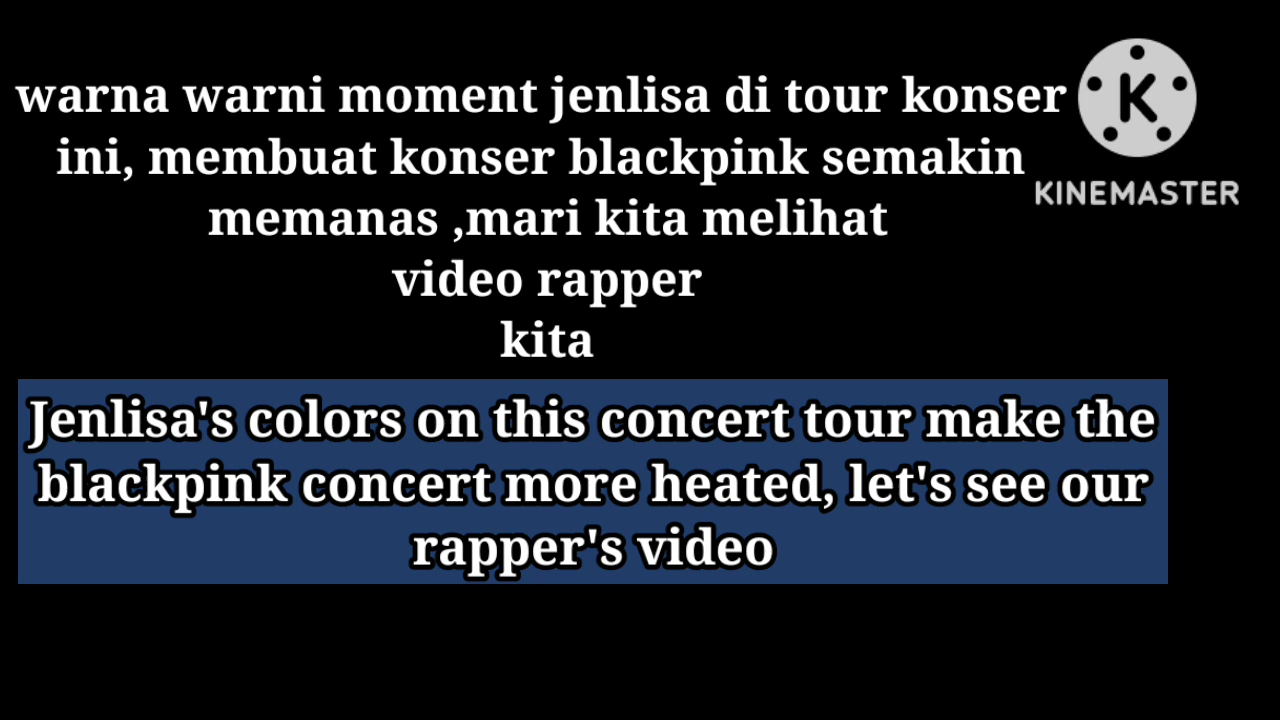 warna warni moment jenlisa di tour konser
ini, membuat konser blackpink semakin
memanas ,mari kita melihat
video rapper
kita
K
KINEMASTER
Jenlisa's colors on this concert tour make the
blackpink concert more heated, let's see our
rapper's video